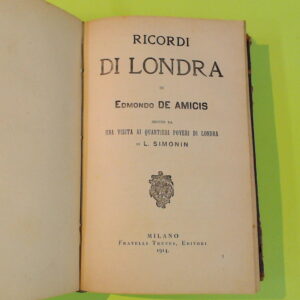 RICORDI
DI LONDRA
DI
EDMONDO DE AMICIS
SEGUITO DA
UNA VISITA AI QUARTIERI POVERI DI LONDRA
DI L. SIMONIN
MILANO
FRATELLI TREVES, EDITORI
1914.